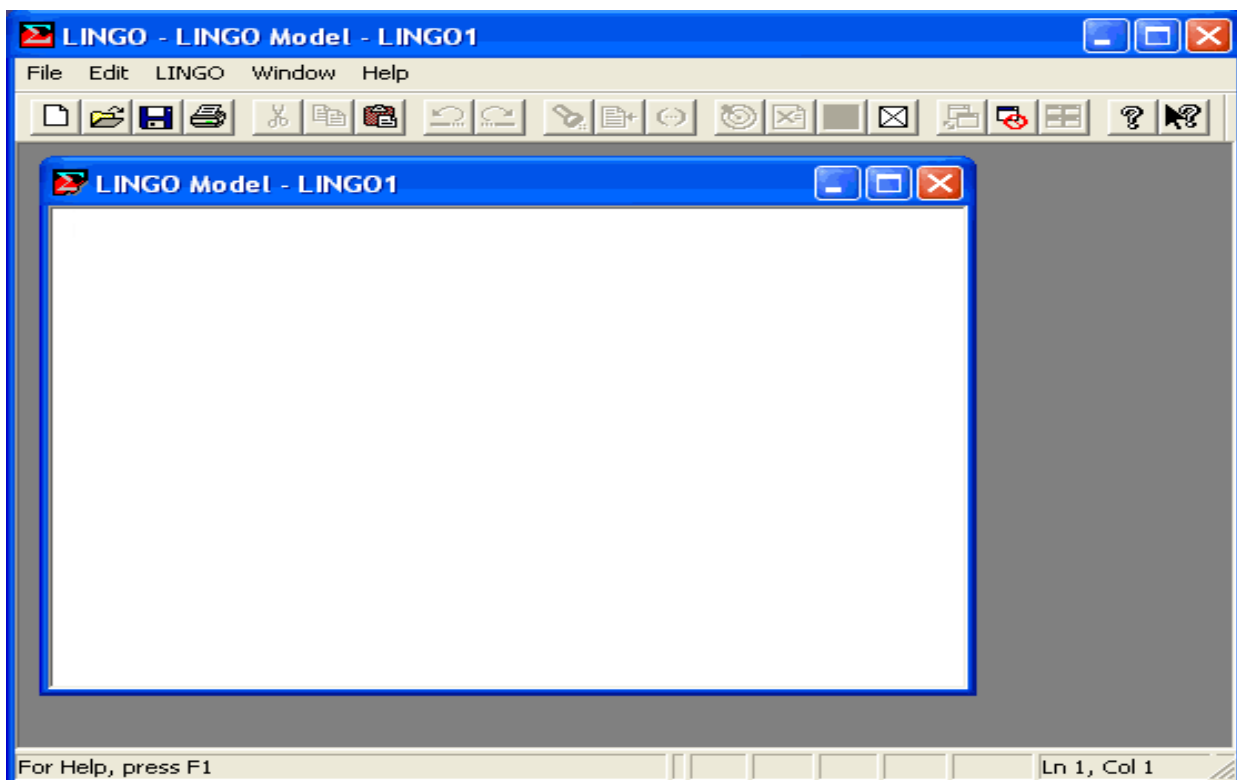 LINGO - LINGO Model - LINGO1
File Edit LINGO Window Help
LINGO Model - LINGO1
For Help, press F1
Ln 1, Col 1